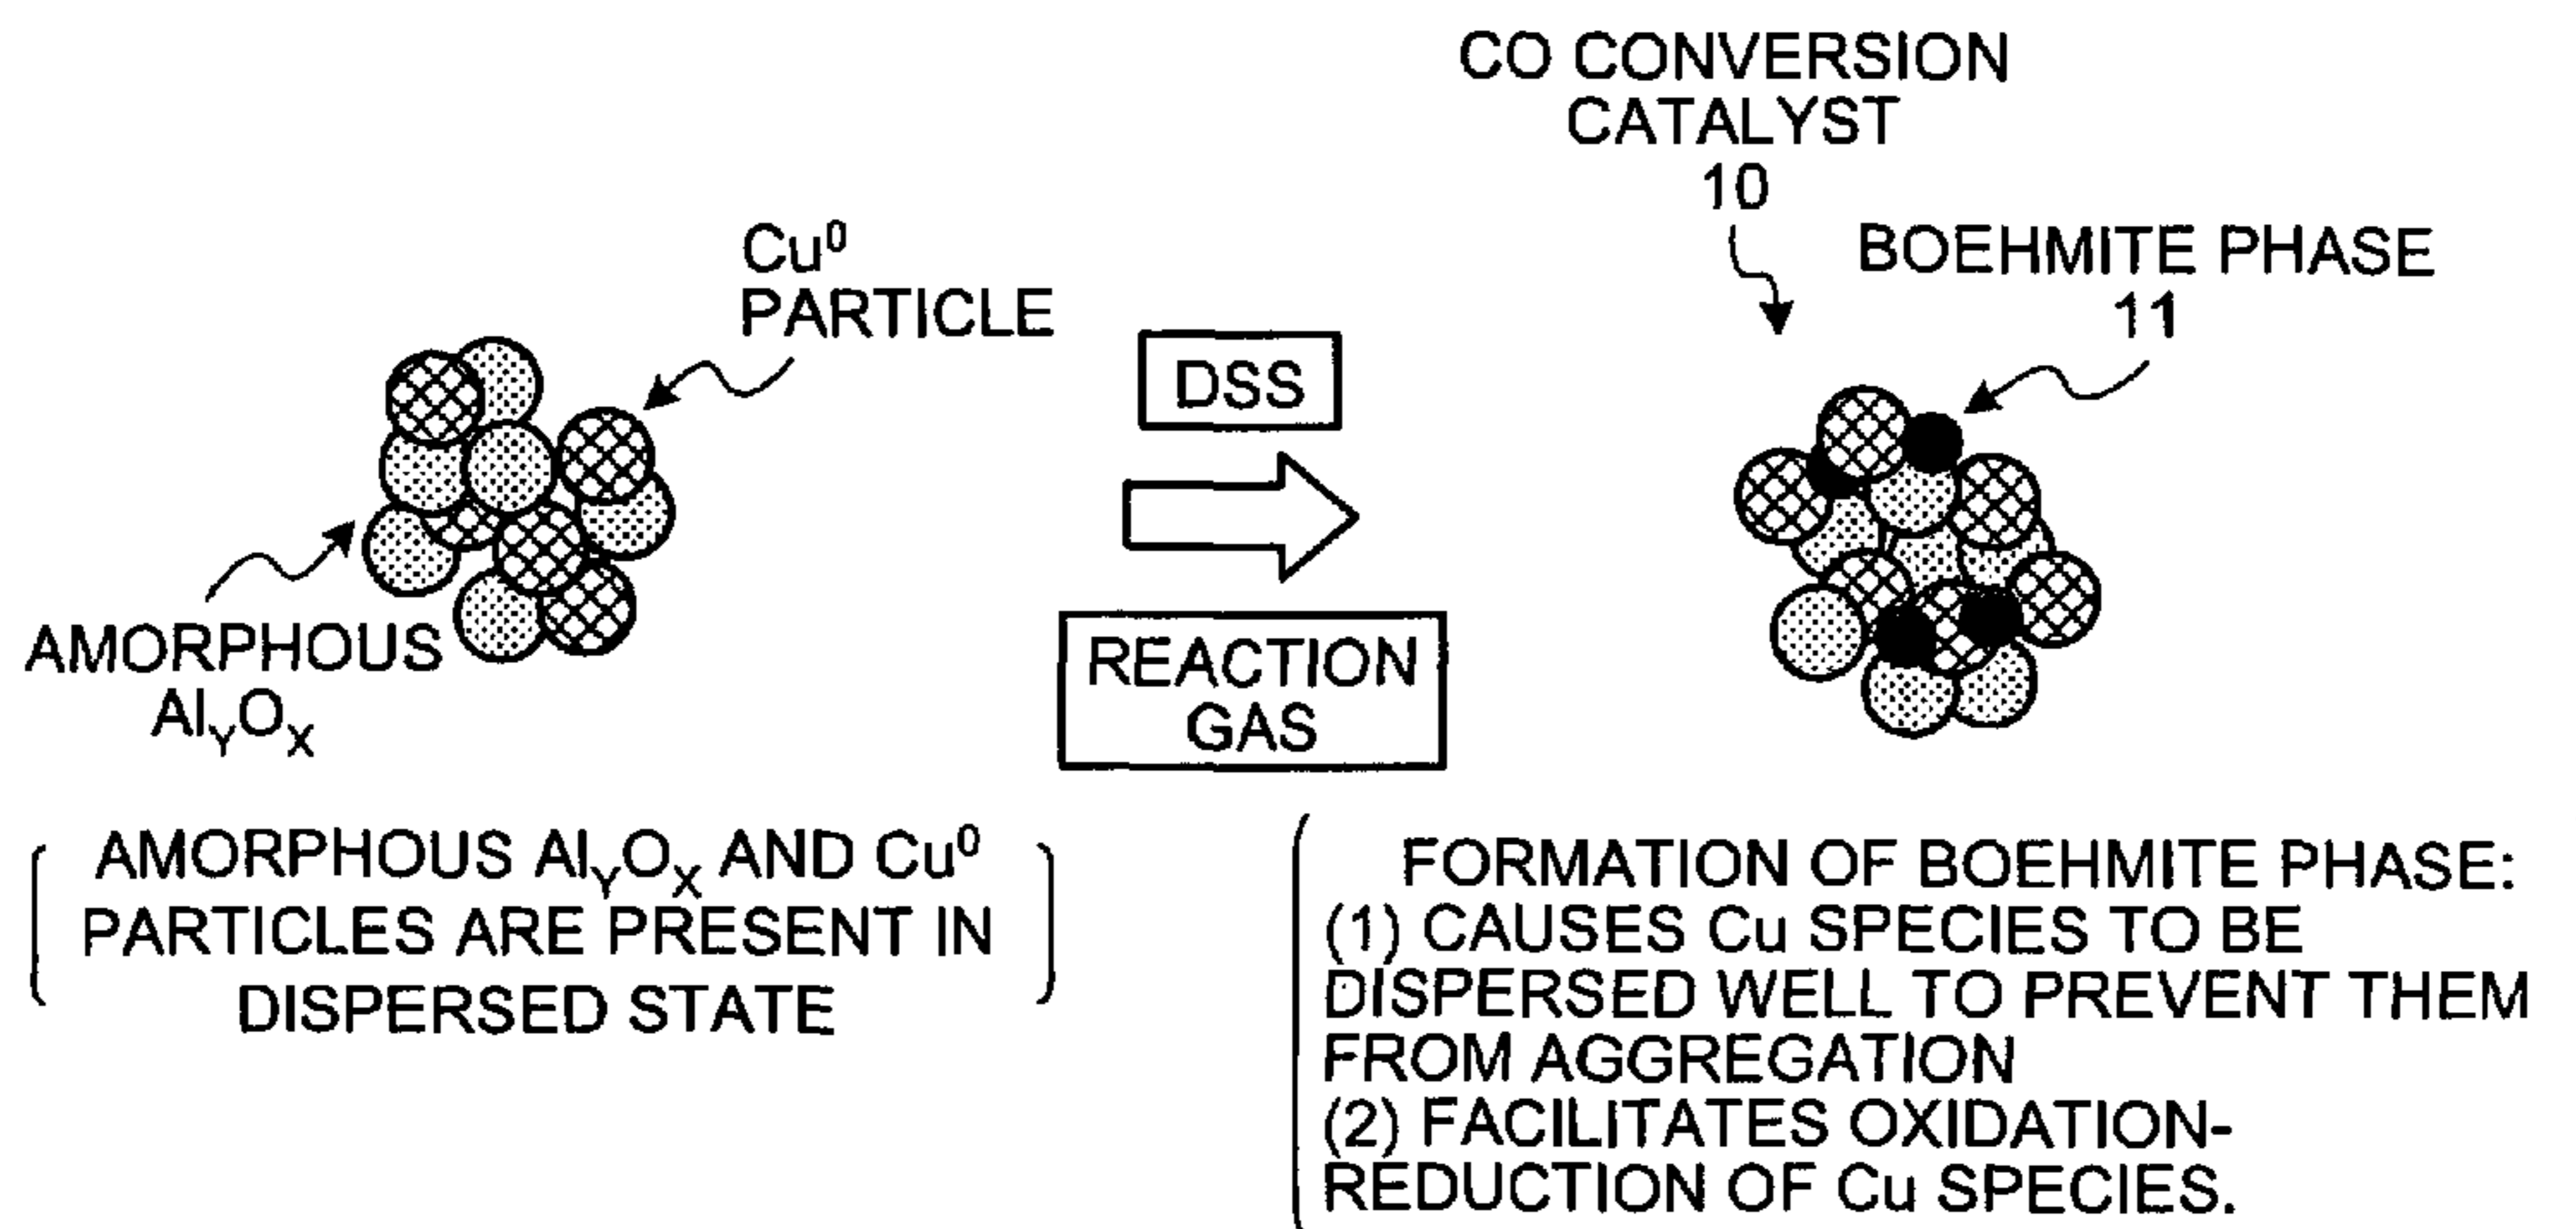 CO CONVERSION
CATALYST
10
BOEHMITE PHASE
11
Cu⁰
PARTICLE
DSS
REACTION
GAS
AMORPHOUS
AlYOX
AMORPHOUS AlYOX AND Cu⁰
PARTICLES ARE PRESENT IN
DISPERSED STATE
FORMATION OF BOEHMITE PHASE:
(1) CAUSES Cu SPECIES TO BE
DISPERSED WELL TO PREVENT THEM
FROM AGGREGATION
(2) FACILITATES OXIDATION-
REDUCTION OF Cu SPECIES.